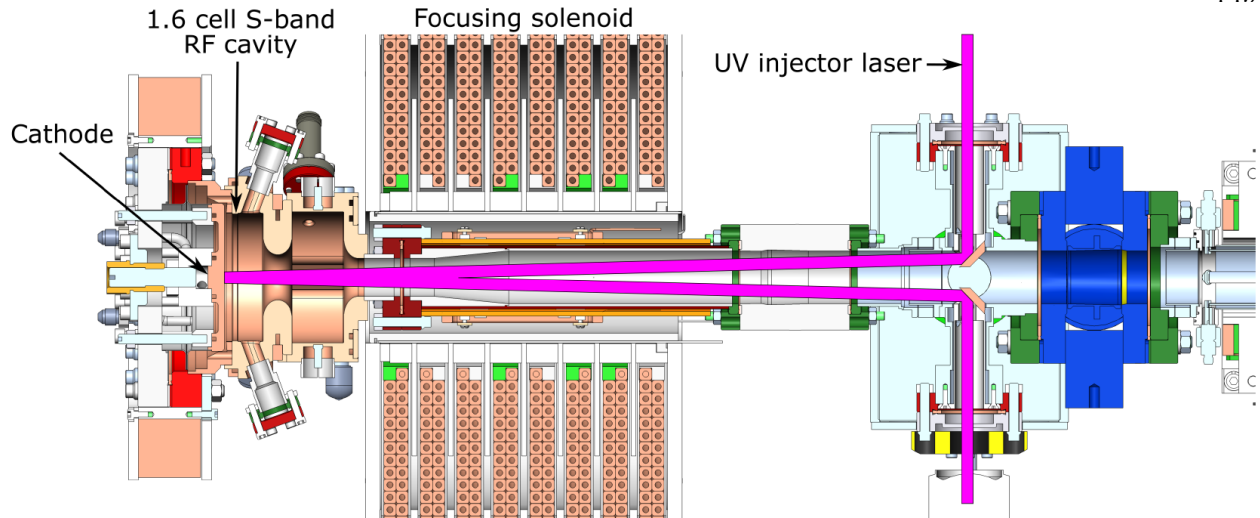 1.6 cell S-band
RF cavity
Focusing solenoid
UV injector laser
Cathode